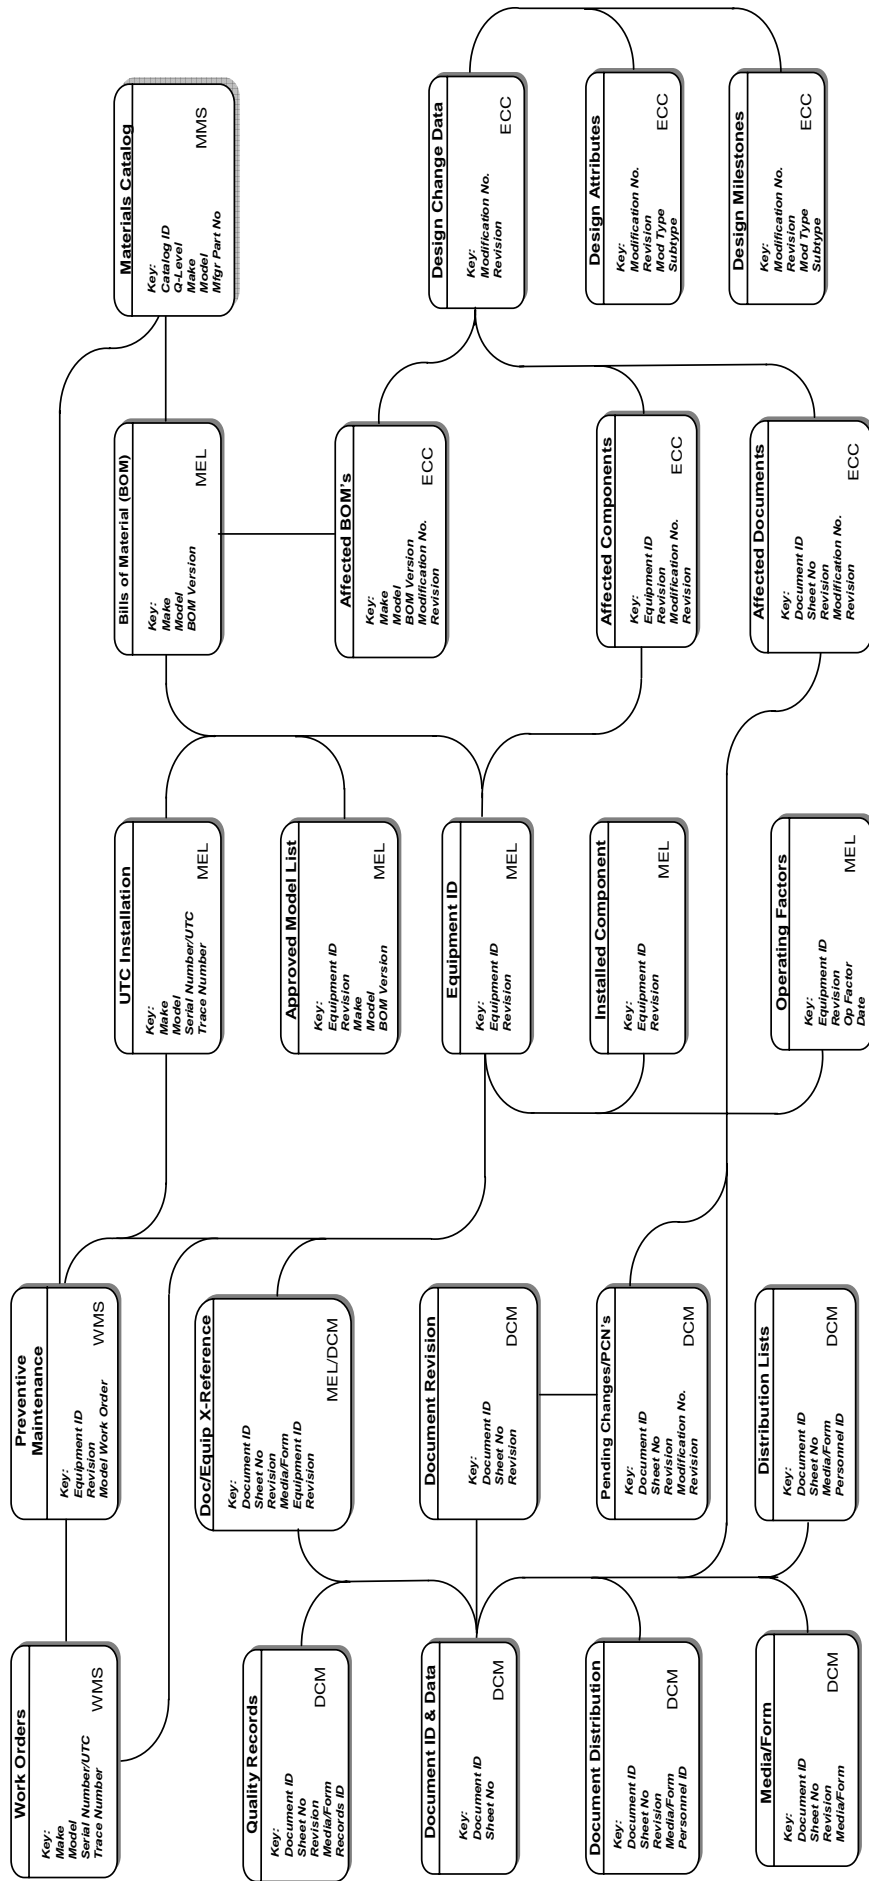 Work Orders
Key:
Make
Model
Serial Number/UTC
Trace Number
WMS
Preventive
Maintenance
Key:
Equipment ID
Revision
Model Work Order
WMS
UTC Installation
Key:
Make
Model
Serial Number/UTC
Trace Number
MEL
Bills of Material (BOM)
Key:
Make
Model
BOM Version
MEL
Materials Catalog
Key:
Catalog ID
Q-Level
Make
Model
Mfgr Part No
MMS
Quality Records
Key:
Document ID
Sheet No
Revision
Media/Form
Records ID
DCM
Doc/Equip X-Reference
Key:
Document ID
Sheet No
Revision
Media/Form
Equipment ID
Revision
MEL/DCM
Approved Model List
Key:
Equipment ID
Revision
Make
Model
BOM Version
MEL
Affected BOM's
Key:
Make
Model
BOM Version
Modification No.
Revision
ECC
Document ID & Data
Key:
Document ID
Sheet No
DCM
Document Revision
Key:
Document ID
Sheet No
Revision
DCM
Equipment ID
Key:
Equipment ID
Revision
MEL
Design Change Data
Key:
Modification No.
Revision
ECC
Document Distribution
Key:
Document ID
Sheet No
Revision
Media/Form
Personnel ID
DCM
Pending Changes/PCN's
Key:
Document ID
Sheet No
Revision
Modification No.
Revision
DCM
Installed Component
Key:
Equipment ID
Revision
MEL
Affected Components
Key:
Equipment ID
Revision
Modification No.
Revision
ECC
Design Attributes
Key:
Modification No.
Revision
Mod Type
Subtype
ECC
Media/Form
Key:
Document ID
Sheet No
Revision
Media/Form
DCM
Distribution Lists
Key:
Document ID
Sheet No
Media/Form
Personnel ID
DCM
Operating Factors
Key:
Equipment ID
Revision
Op Factor
Date
MEL
Affected Documents
Key:
Document ID
Sheet No
Revision
Modification No.
Revision
ECC
Design Milestones
Key:
Modification No.
Revision
Mod Type
Subtype
ECC